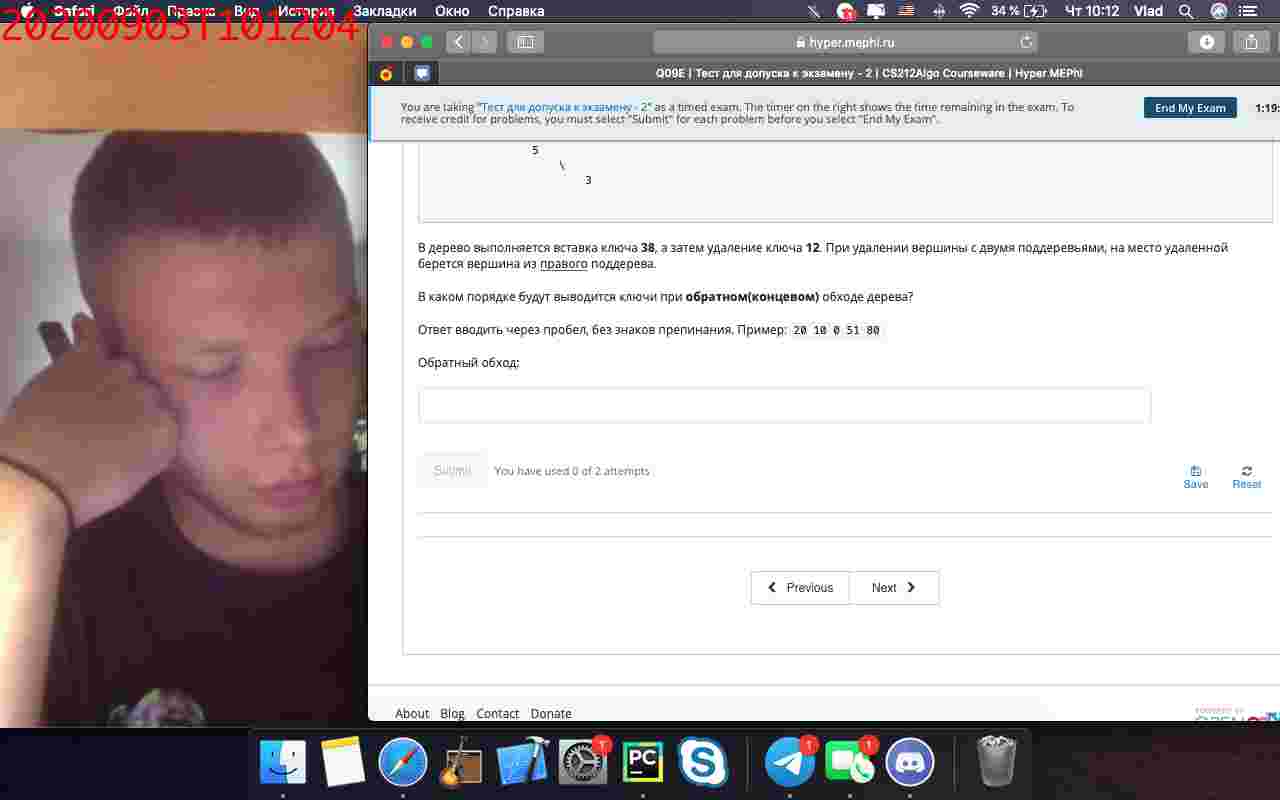 20200903T101204
Safari Файл Правка Вид История Закладки Окно Справка 34 % Чт 10:12 Vlad
hyper.mephi.ru
Q09E | Тест для допуска к экзамену - 2 | CS212Algo Courseware | Hyper.MEPhI
You are taking "Тест для допуска к экзамену - 2" as a timed exam. The timer on the right shows the time remaining in the exam. To
receive credit for problems, you must select "Submit" for each problem before you select "End My Exam".
End My Exam
1:19:
5
\
3
В дерево выполняется вставка ключа 38, а затем удаление ключа 12. При удалении вершины с двумя поддеревьями, на место удаленной
берется вершина из правого поддерева.
В каком порядке будут выводится ключи при обратном(концевом) обходе дерева?
Ответ вводить через пробел, без знаков препинания. Пример: 20 10 0 51 80
Обратный обход:
Submit You have used 0 of 2 attempts
Save Reset
Previous Next
About Blog Contact Donate
POWERED BY
PC
1
1
1